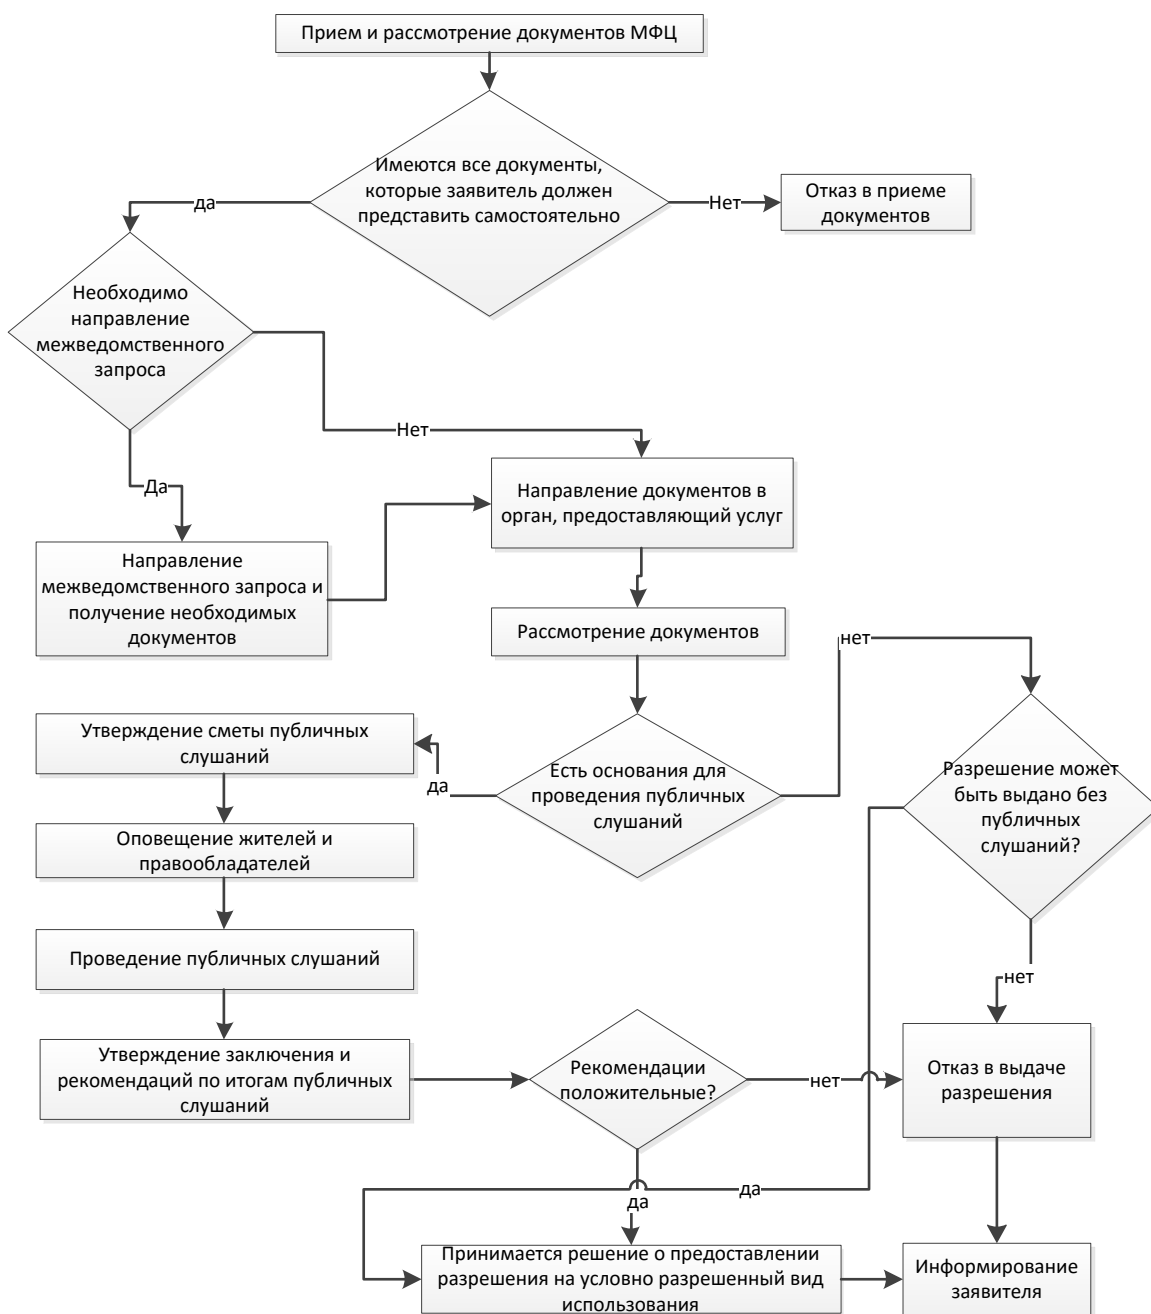 Прием и рассмотрение документов МФЦ
Имеются все документы,
которые заявитель должен
представить самостоятельно
да
Нет
Отказ в приеме
документов
Необходимо
направление
межведомственного
запроса
Нет
Да
Направление документов в
орган, предоставляющий услуг
Направление
межведомственного запроса и
получение необходимых
документов
Рассмотрение документов
нет
Утверждение сметы публичных
слушаний
да
Есть основания для
проведения публичных
слушаний
Разрешение может
быть выдано без
публичных
слушаний?
Оповещение жителей и
правообладателей
Проведение публичных слушаний
нет
Утверждение заключения и
рекомендаций по итогам публичных
слушаний
Рекомендации
положительные?
нет
Отказ в выдаче
разрешения
да
да
Принимается решение о предоставлении
разрешения на условно разрешенный вид
использования
Информирование
заявителя